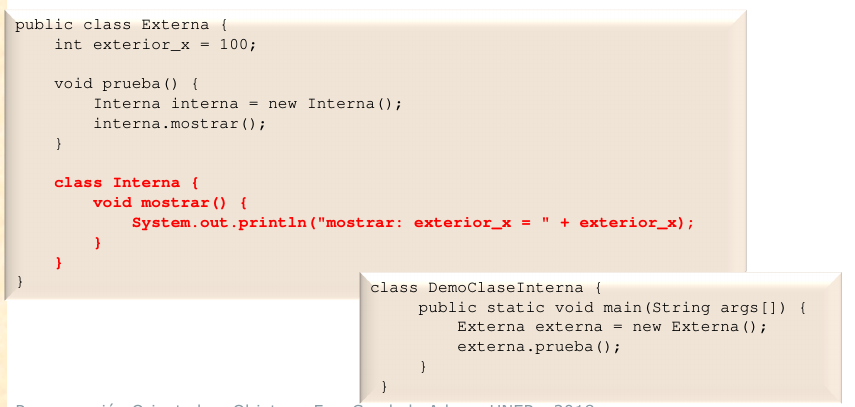 public class Externa {
    int exterior_x = 100;

    void prueba() {
        Interna interna = new Interna();
        interna.mostrar();
    }

    class Interna {
        void mostrar() {
            System.out.println("mostrar: exterior_x = " + exterior_x);
        }
    }
}
class DemoClaseInterna {
    public static void main(String args[]) {
        Externa externa = new Externa();
        externa.prueba();
    }
}